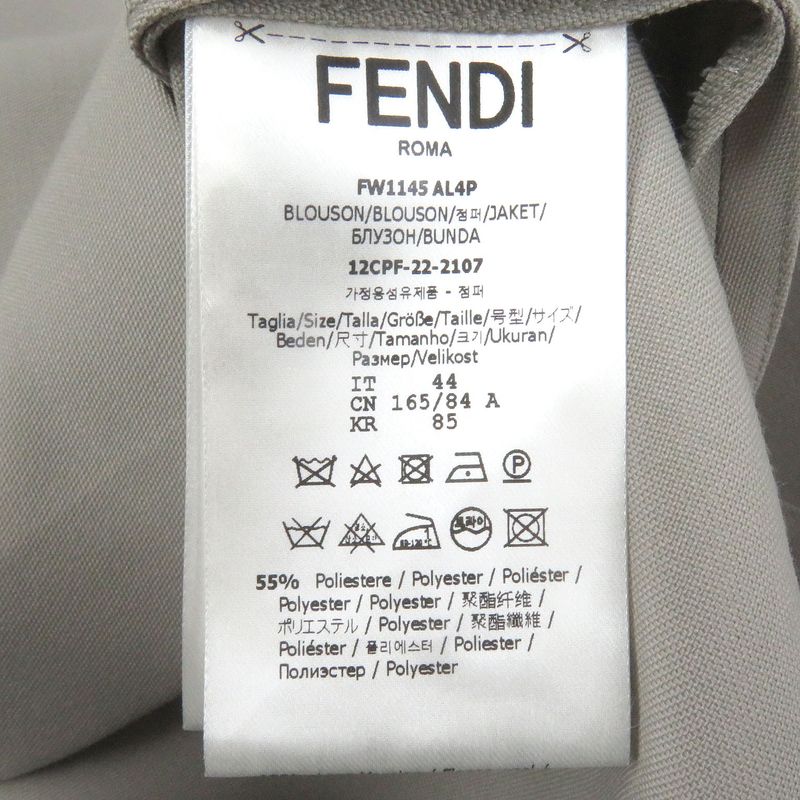 FENDI
ROMA
FW1145 AL4P
BLOUSON/BLOUSON/점퍼/JAKET/
БЛУЗОН/BUNDA
12CPF-22-2107
가정용섬유제품 - 점퍼
Taglia/Size/Talla/Größe/Taille/号型/サイズ/
Beden/尺寸/Tamanho/크기/Ukuran/
Размер/Velikost
IT 44
CN 165/84 A
KR 85
P
드라이
55% Poliestere / Polyester / Poliéster /
Polyester / Polyester / 聚酯纤维 /
ポリエステル / Polyester / 聚酯纖維 /
Poliéster / 폴리에스터 / Poliester /
Полиэстер / Polyester